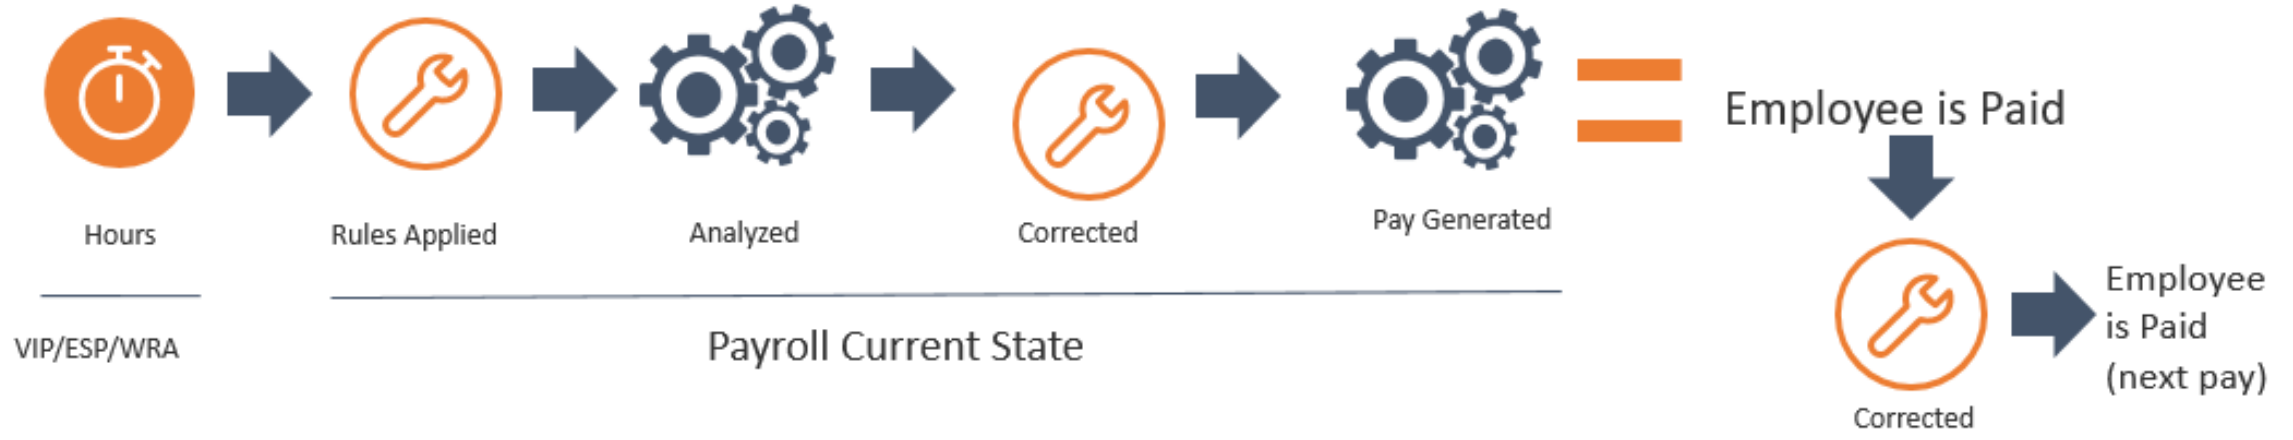 Hours
Rules Applied
Analyzed
Corrected
Pay Generated
Employee is Paid
VIP/ESP/WRA
Payroll Current State
Corrected
Employee
is Paid
(next pay)